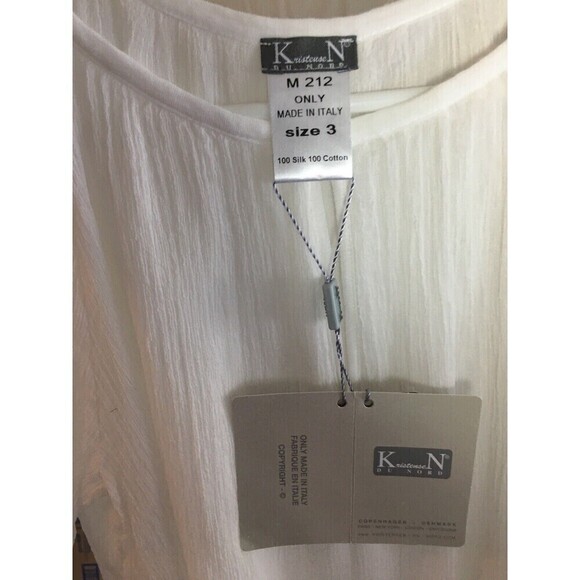 KristenseN®
DU NORD
M 212
ONLY
MADE IN ITALY
size 3
100 Silk 100 Cotton
ONLY MADE IN ITALY
FABRIQUE EN ITALY
COPYRIGHT - ©
KristenseN®
DU NORD
COPENHAGEN - DENMARK